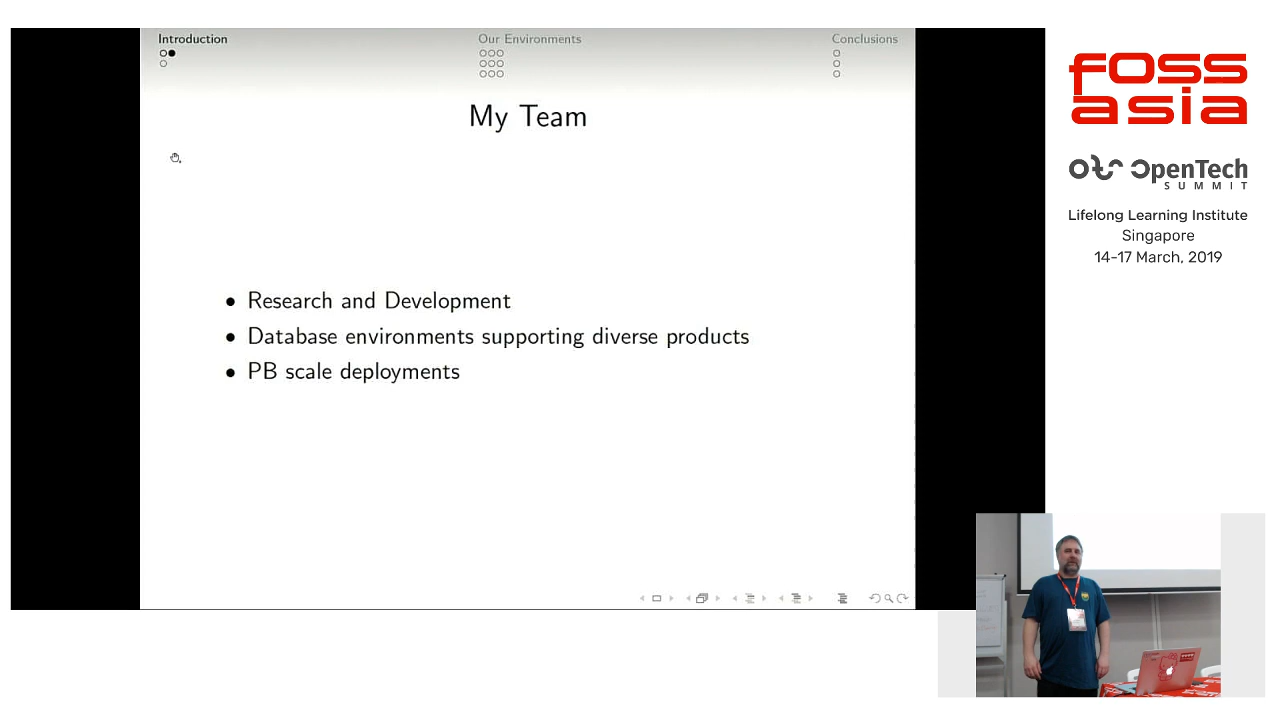 Introduction
Our Environments
Conclusions
My Team
Research and Development
Database environments supporting diverse products
PB scale deployments
FOSS
asia
OpenTech
SUMMIT
Lifelong Learning Institute
Singapore
14-17 March, 2019